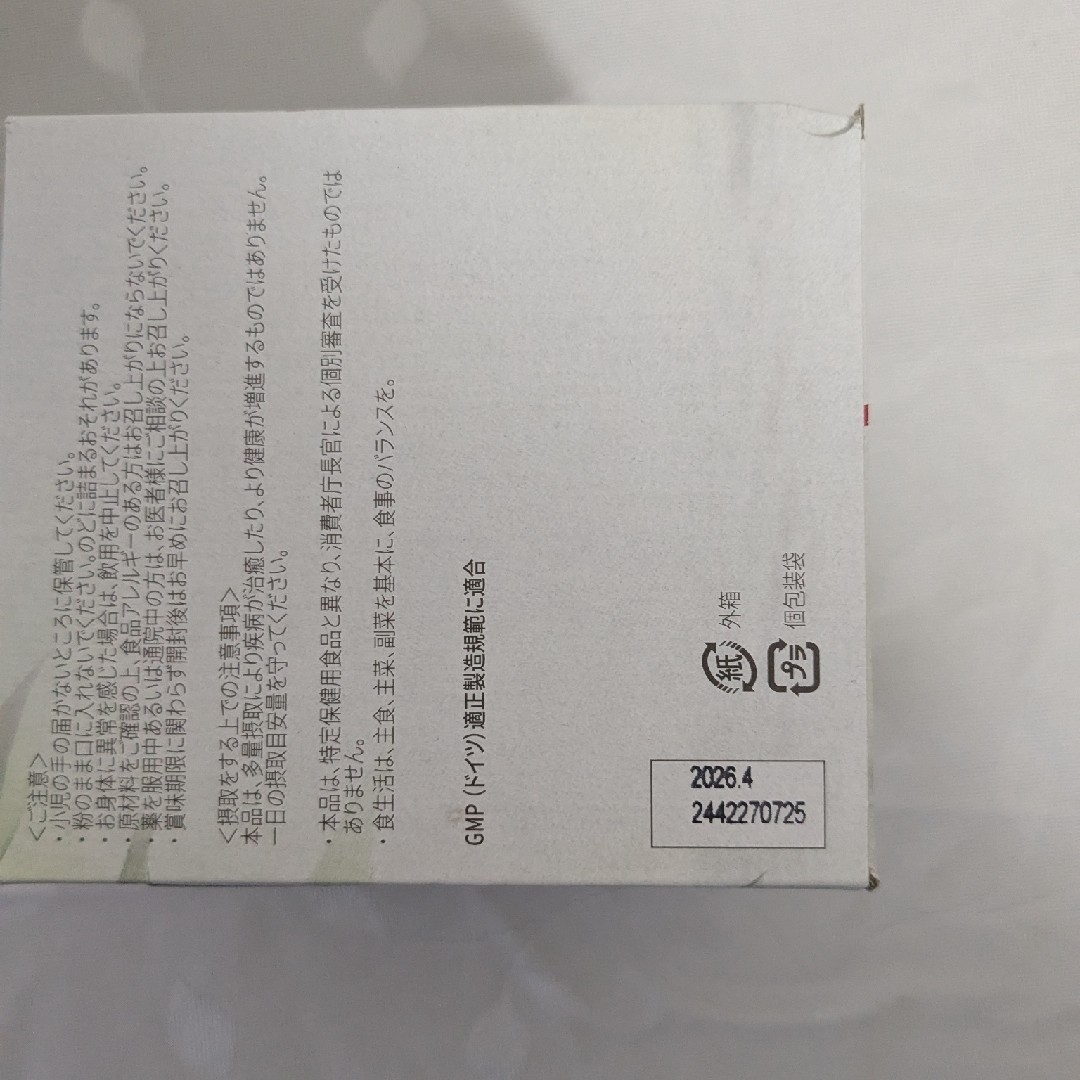 <ご注意>
・小児の手の届かないところに保管してください。
・粉のまま口に入れないでください。のどに詰まるおそれがあります。
・お身体に異常を感じた場合は、飲用を中止してください。
・原材料をご確認の上、食品アレルギーのある方はお召し上がりにならないでください。
・薬を服用中あるいは通院中の方は、お医者様にご相談の上お召し上がりください。
・賞味期限に関わらず開封後はお早めにお召し上がりください。
<摂取をする上での注意事項>
本品は、多量摂取により疾病が治癒したり、より健康が増進するものではありません。
一日の摂取目安量を守ってください。
・本品は、特定保健用食品と異なり、消費者庁長官による個別審査を受けたものでは
ありません。
・食生活は、主食、主菜、副菜を基本に、食事のバランスを。
GMP (ドイツ) 適正製造規範に適合
紙 外箱
プラ 個包装袋
2026.4
2442270725